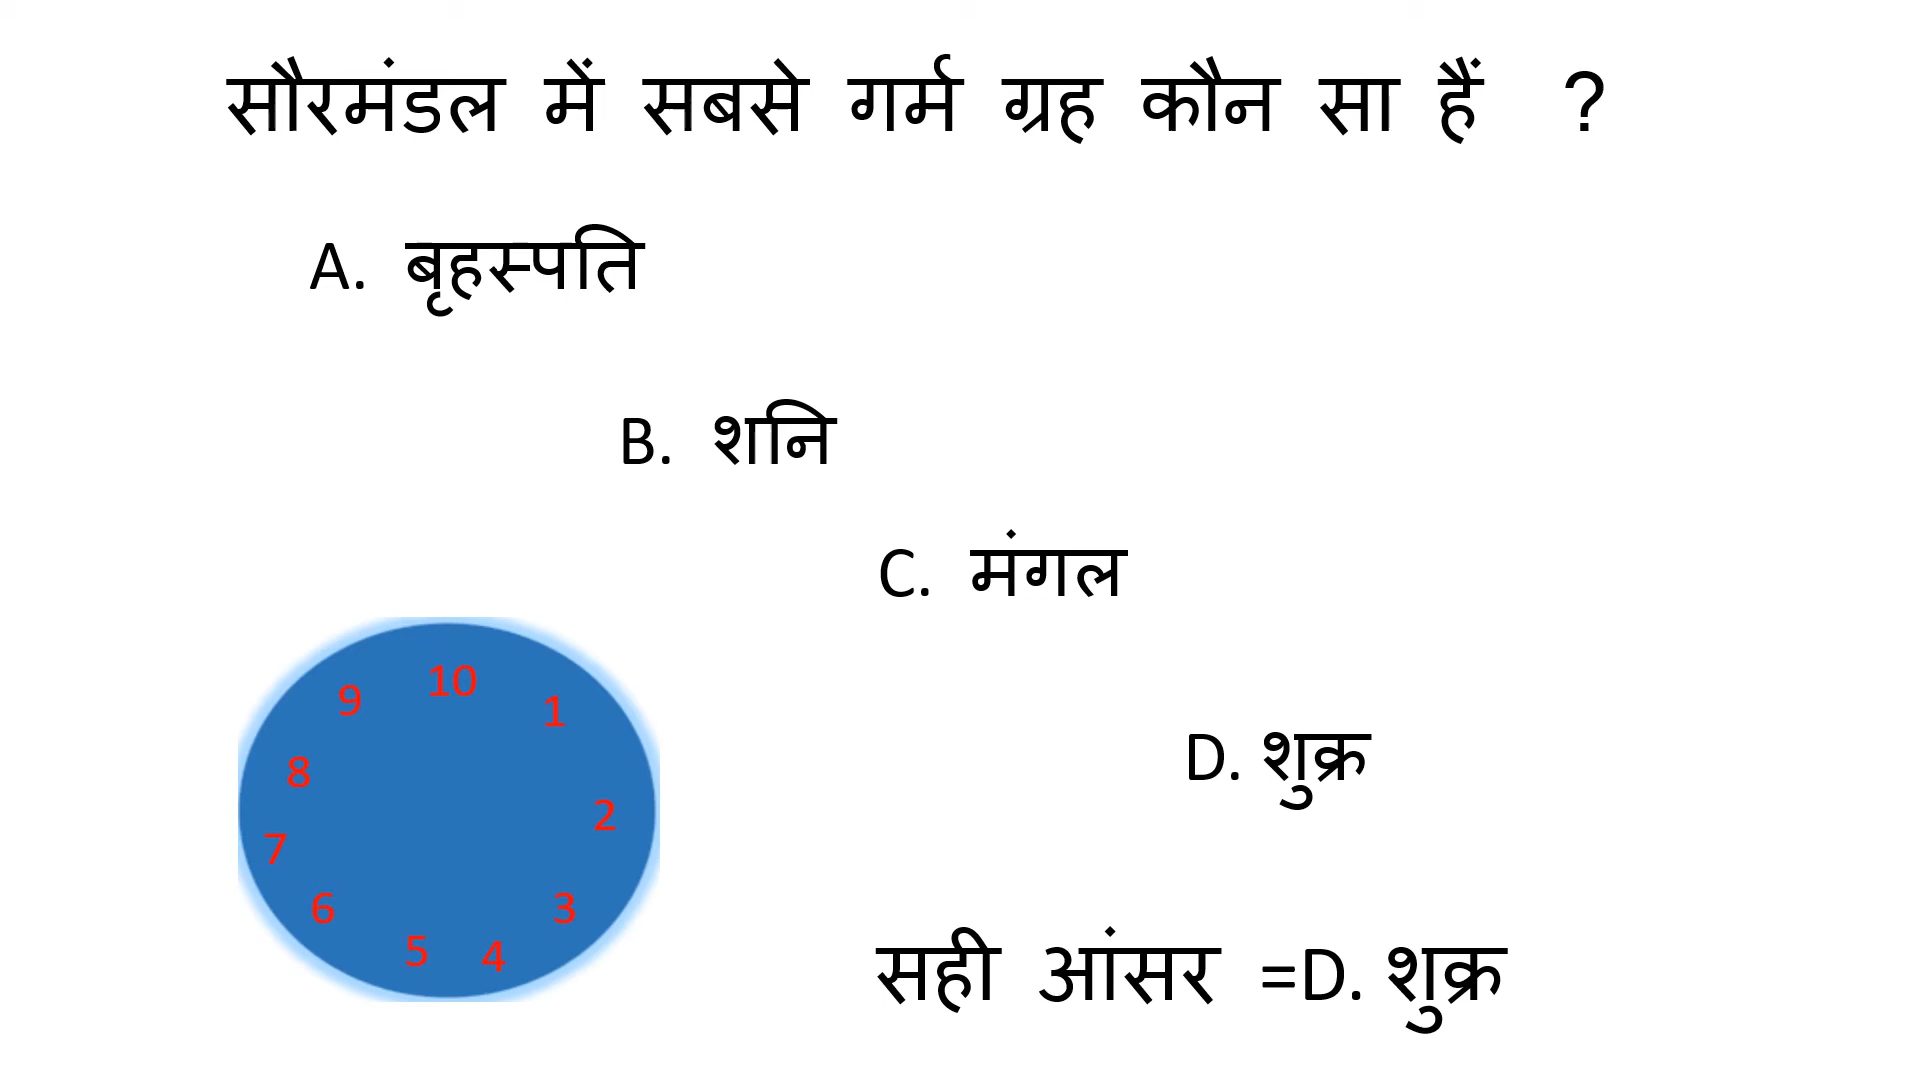 सौरमंडल में सबसे गर्म ग्रह कौन सा हैं ?
A. बृहस्पति
B. शनि
C. मंगल
D. शुक्र
10
9
1
8
2
7
6
3
5
4
सही आंसर =D. शुक्र